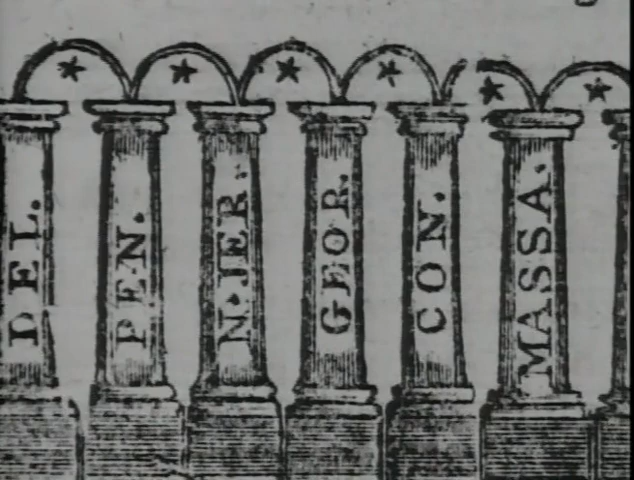 DEL.
PEN.
N·JER.
GEOR.
CON.
MASSA.